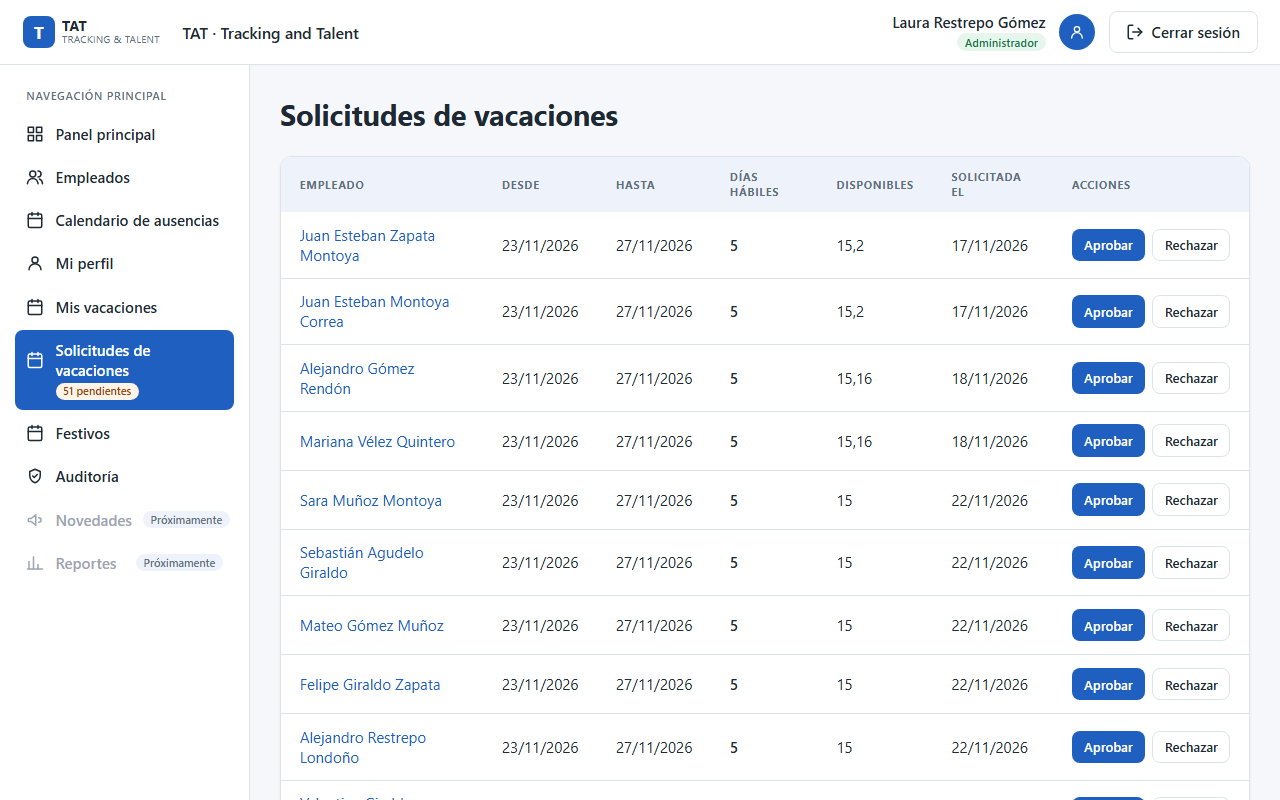 T
TAT
TRACKING & TALENT
TAT · Tracking and Talent
Laura Restrepo Gómez
Administrador
Cerrar sesión
NAVEGACIÓN PRINCIPAL
Panel principal
Empleados
Calendario de ausencias
Mi perfil
Mis vacaciones
Solicitudes de
vacaciones
51 pendientes
Festivos
Auditoría
Novedades Próximamente
Reportes Próximamente
Solicitudes de vacaciones
EMPLEADO DESDE HASTA DÍAS HÁBILES DISPONIBLES SOLICITADA EL ACCIONES
Juan Esteban Zapata Montoya 23/11/2026 27/11/2026 5 15,2 17/11/2026 Aprobar Rechazar
Juan Esteban Montoya Correa 23/11/2026 27/11/2026 5 15,2 17/11/2026 Aprobar Rechazar
Alejandro Gómez Rendón 23/11/2026 27/11/2026 5 15,16 18/11/2026 Aprobar Rechazar
Mariana Vélez Quintero 23/11/2026 27/11/2026 5 15,16 18/11/2026 Aprobar Rechazar
Sara Muñoz Montoya 23/11/2026 27/11/2026 5 15 22/11/2026 Aprobar Rechazar
Sebastián Agudelo Giraldo 23/11/2026 27/11/2026 5 15 22/11/2026 Aprobar Rechazar
Mateo Gómez Muñoz 23/11/2026 27/11/2026 5 15 22/11/2026 Aprobar Rechazar
Felipe Giraldo Zapata 23/11/2026 27/11/2026 5 15 22/11/2026 Aprobar Rechazar
Alejandro Restrepo Londoño 23/11/2026 27/11/2026 5 15 22/11/2026 Aprobar Rechazar